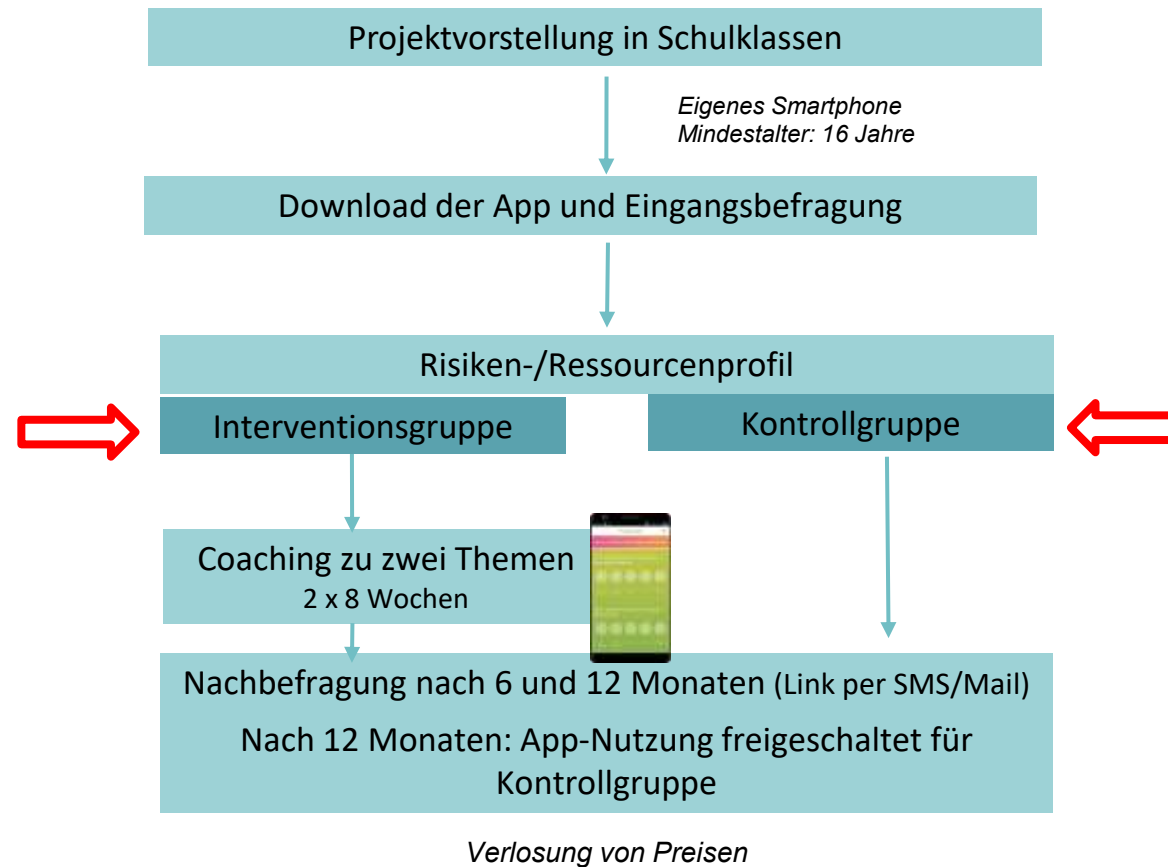 Projektvorstellung in Schulklassen
Eigenes Smartphone
Mindestalter: 16 Jahre
Download der App und Eingangsbefragung
Risiken-/Ressourcenprofil
Interventionsgruppe
Kontrollgruppe
Coaching zu zwei Themen
2 x 8 Wochen
Nachbefragung nach 6 und 12 Monaten (Link per SMS/Mail)
Nach 12 Monaten: App-Nutzung freigeschaltet für
Kontrollgruppe
Verlosung von Preisen